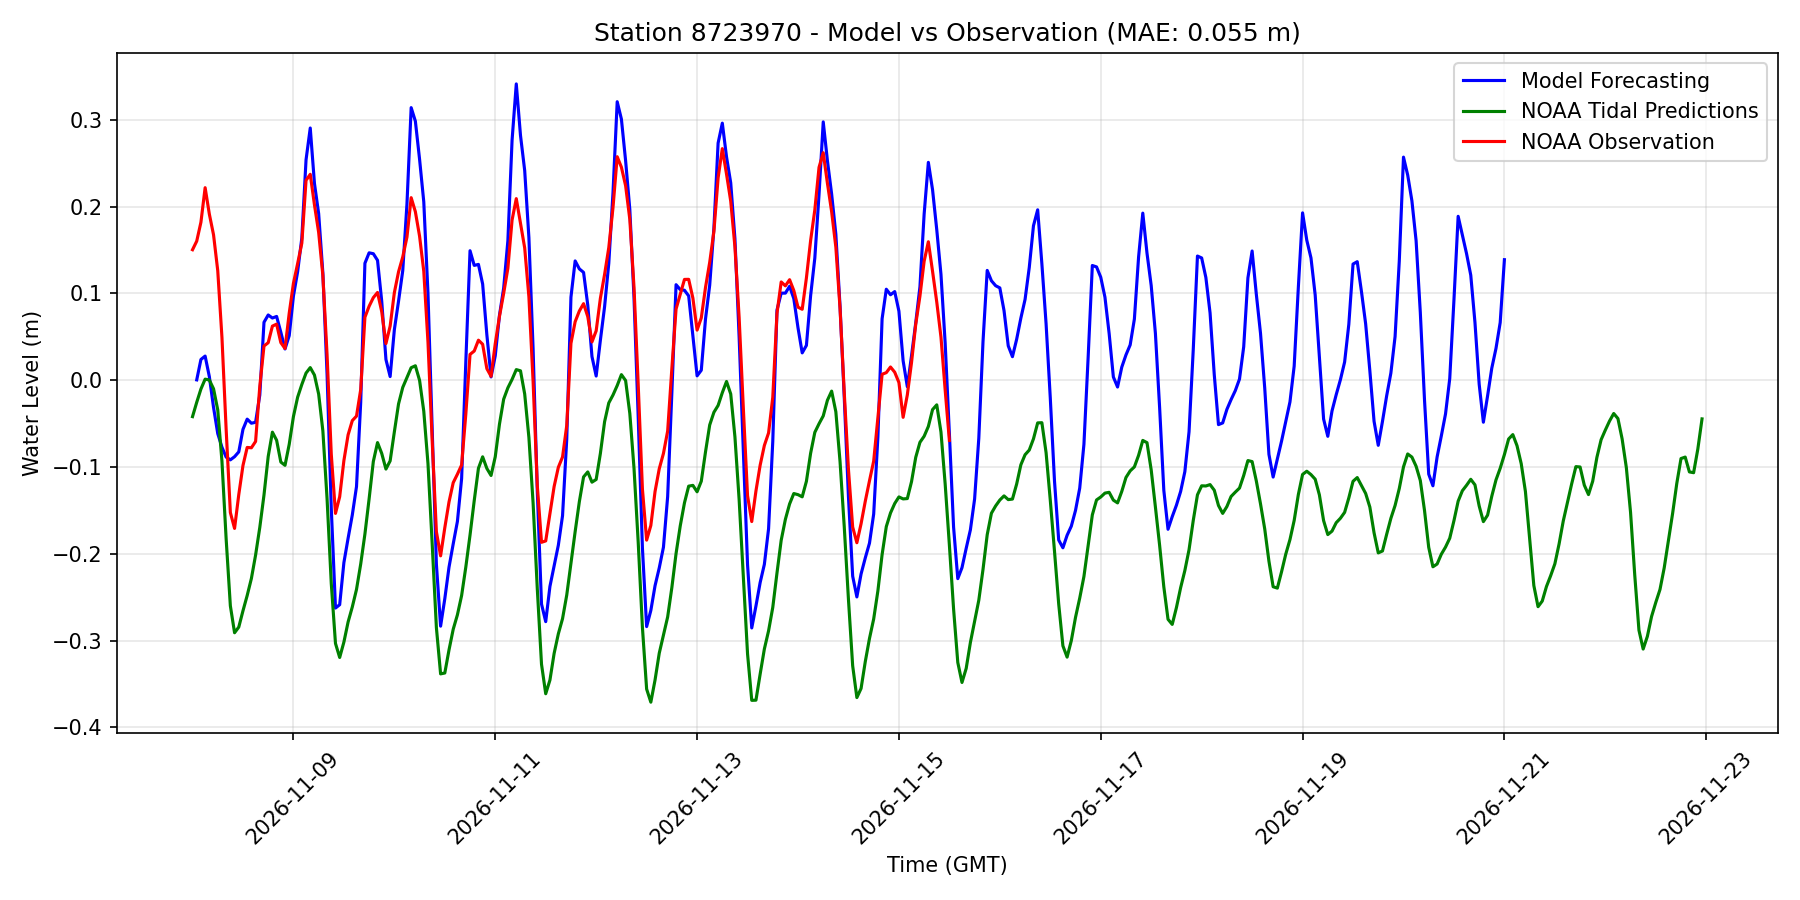 Station 8723970 - Model vs Observation (MAE: 0.055 m)
Model Forecasting
NOAA Tidal Predictions
NOAA Observation
Water Level (m)
0.3
0.2
0.1
0.0
−0.1
−0.2
−0.3
−0.4
2026-11-09
2026-11-11
2026-11-13
2026-11-15
2026-11-17
2026-11-19
2026-11-21
2026-11-23
Time (GMT)